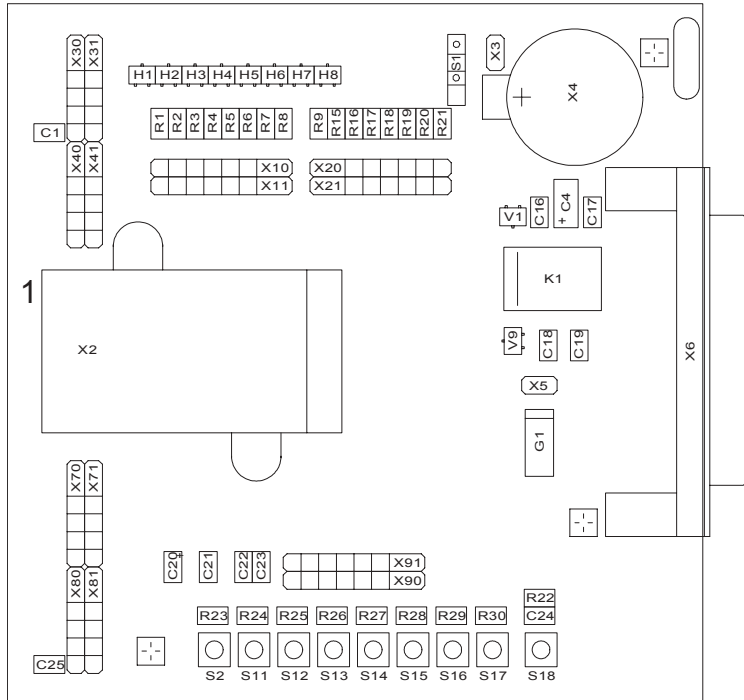 X30 X31 S1 X3
H1 H2 H3 H4 H5 H6 H7 H8
X4
+
C1 R1 R2 R3 R4 R5 R6 R7 R8 R9 R15 R16 R17 R18 R19 R20 R21
X40 X41
X10 X20
X11 X21
V1 C16 + C4 C17
1
K1
X2 V9 C18 C19 X6
X5
G1
X70 X71
C20 + C21 C22 C23 X91
X90
X80 X81
R22
R23 R24 R25 R26 R27 R28 R29 R30 C24
C25
S2 S11 S12 S13 S14 S15 S16 S17 S18